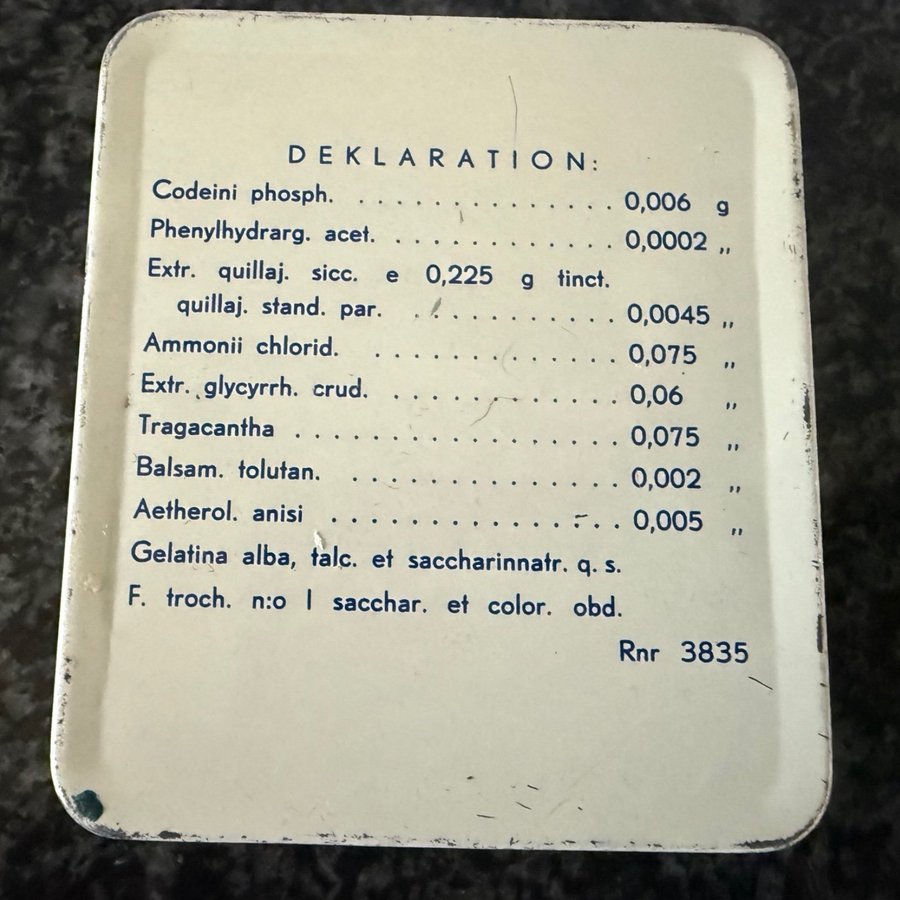 DEKLARATION:
Codeini phosph. . . . . . . . . . . . . . . 0,006 g
Phenylhydrarg. acet. . . . . . . . . . . . . 0,0002 „
Extr. quillaj. sicc. e 0,225 g tinct.
quillaj. stand. par. . . . . . . . . . . . 0,0045 „
Ammonii chlorid. . . . . . . . . . . . . . 0,075 „
Extr. glycyrrh. crud. . . . . . . . . . . . . 0,06 „
Tragacantha . . . . . . . . . . . . . . . . . 0,075 „
Balsam. tolutan. . . . . . . . . . . . . . . 0,002 „
Aetherol. anisi . . . . . . . . . . . . . . . 0,005 „
Gelatina alba, talc. et saccharinnatr. q. s.
F. troch. n:o I sacchar. et color. obd.
Rnr 3835